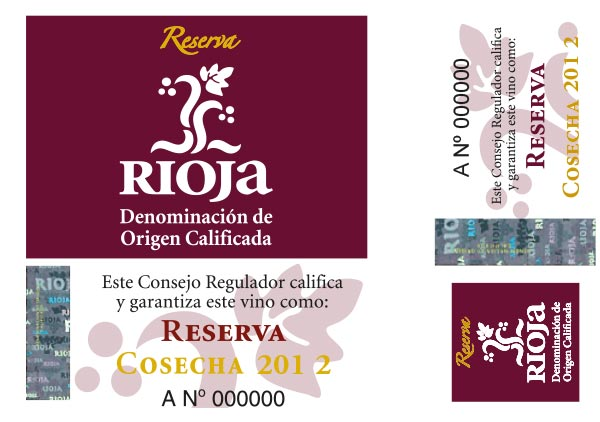 Reserva
RIOJa
Denominación de
Origen Calificada
RIOJ
Este Consejo Regulador califica
y garantiza este vino como:
RESERVA
COSECHA 201 2
A Nº 000000
A Nº 000000
Este Consejo Regulador califica
y garantiza este vino como:
RESERVA
COSECHA 201 2
RIOJA
Reserva
RIOJa
Denominación de
Origen Calificada